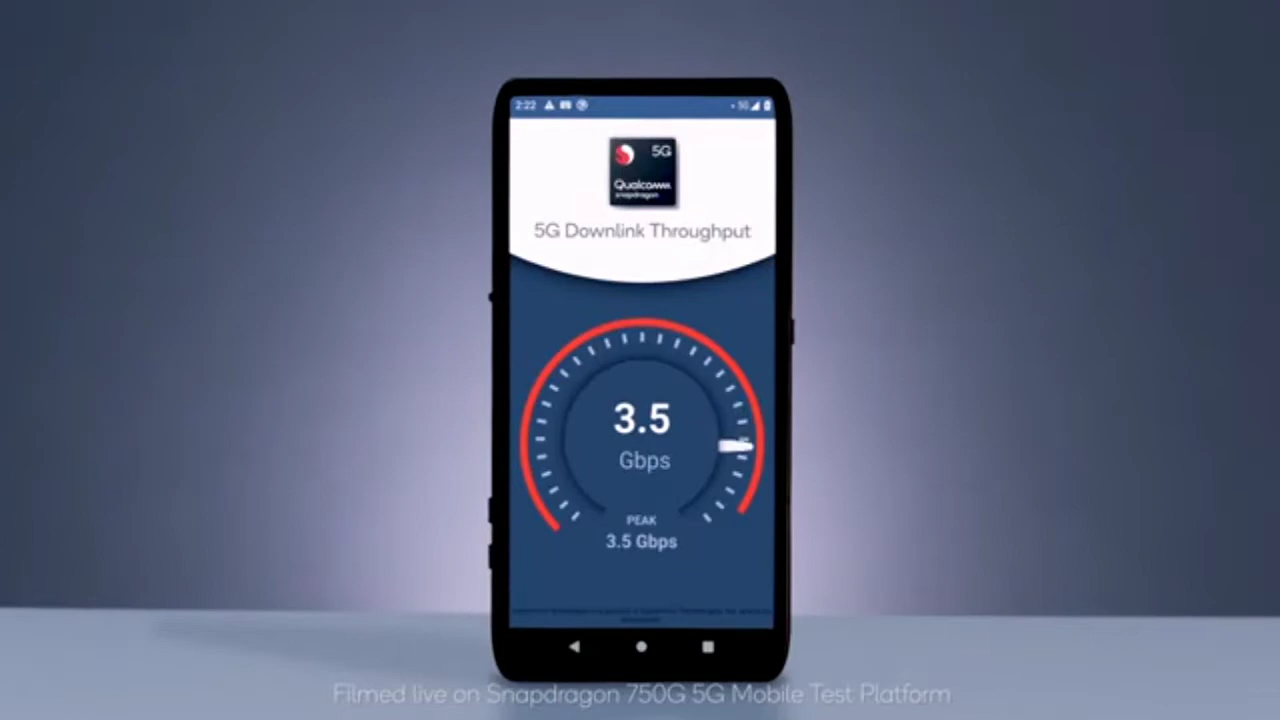 2:22 5G
5G
Qualcomm
snapdragon
5G Downlink Throughput
3.5
Gbps
PEAK
3.5 Gbps
Filmed live on Snapdragon 750G 5G Mobile Test Platform